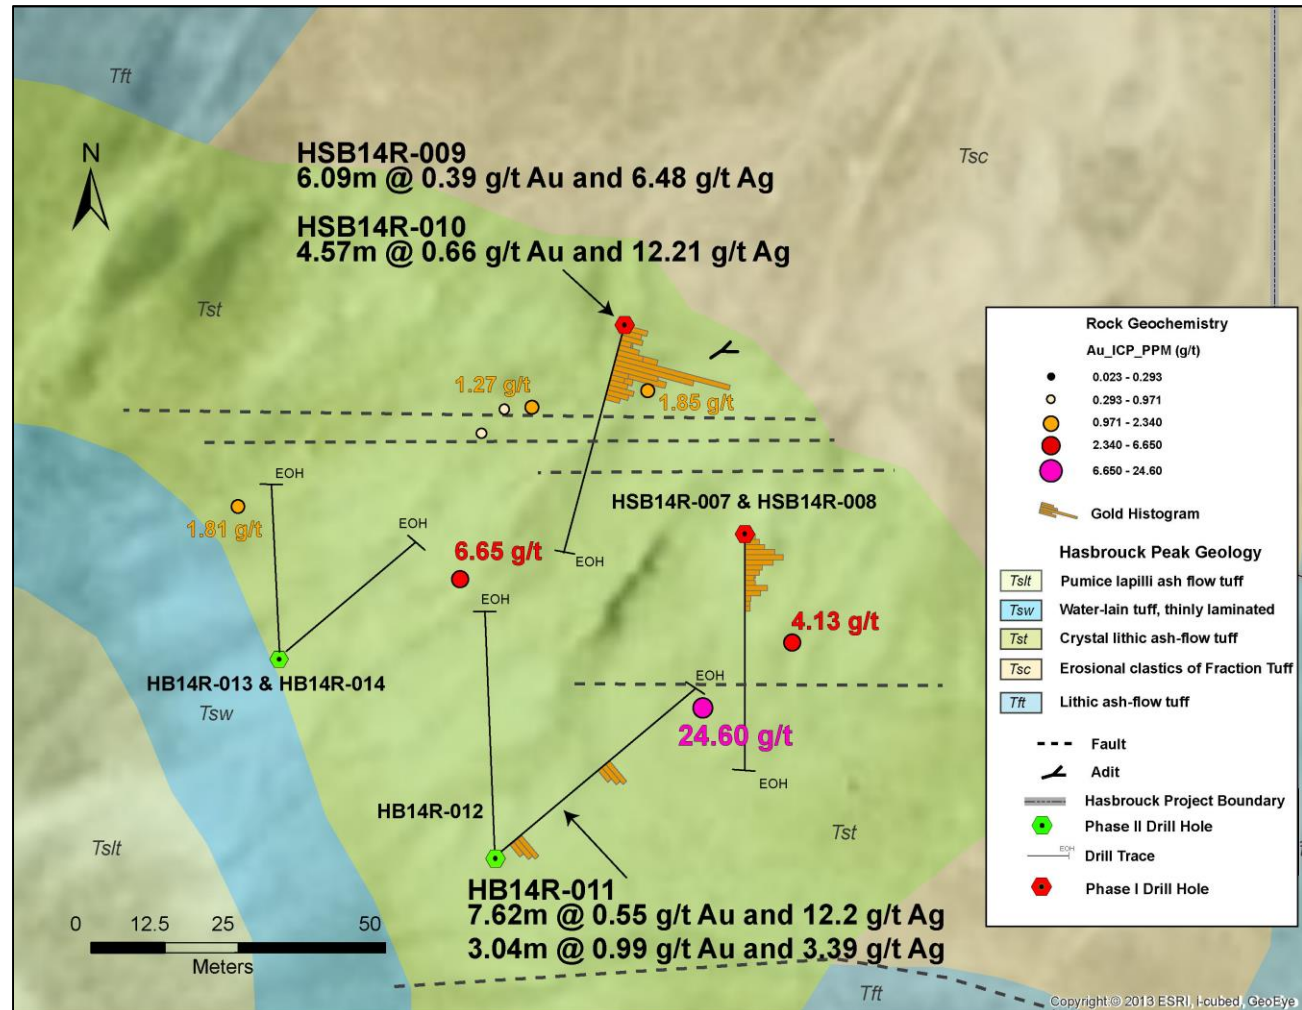 Tft
N
HSB14R-009
6.09m @ 0.39 g/t Au and 6.48 g/t Ag
Tsc
HSB14R-010
4.57m @ 0.66 g/t Au and 12.21 g/t Ag
Tst
1.27 g/t
1.85 g/t
EOH
1.81 g/t
EOH
6.65 g/t
EOH
HSB14R-007 & HSB14R-008
EOH
4.13 g/t
HB14R-013 & HB14R-014
Tsw
EOH
24.60 g/t
EOH
HB14R-012
Tst
Tslt
HB14R-011
7.62m @ 0.55 g/t Au and 12.2 g/t Ag
3.04m @ 0.99 g/t Au and 3.39 g/t Ag
0 12.5 25 50
Meters
Tft
Rock Geochemistry
Au_ICP_PPM (g/t)
0.023 - 0.293
0.293 - 0.971
0.971 - 2.340
2.340 - 6.650
6.650 - 24.60
Gold Histogram
Hasbrouck Peak Geology
Tslt Pumice lapilli ash flow tuff
Tsw Water-lain tuff, thinly laminated
Tst Crystal lithic ash-flow tuff
Tsc Erosional clastics of Fraction Tuff
Tft Lithic ash-flow tuff
Fault
Adit
Hasbrouck Project Boundary
Phase II Drill Hole
EOH Drill Trace
Phase I Drill Hole
Copyright © 2013 ESRI, i-cubed, GeoEye